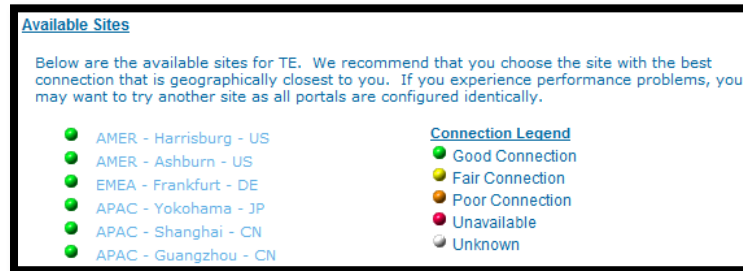 Available Sites
Below are the available sites for TE. We recommend that you choose the site with the best
connection that is geographically closest to you. If you experience performance problems, you
may want to try another site as all portals are configured identically.
AMER - Harrisburg - US
AMER - Ashburn - US
EMEA - Frankfurt - DE
APAC - Yokohama - JP
APAC - Shanghai - CN
APAC - Guangzhou - CN
Connection Legend
Good Connection
Fair Connection
Poor Connection
Unavailable
Unknown